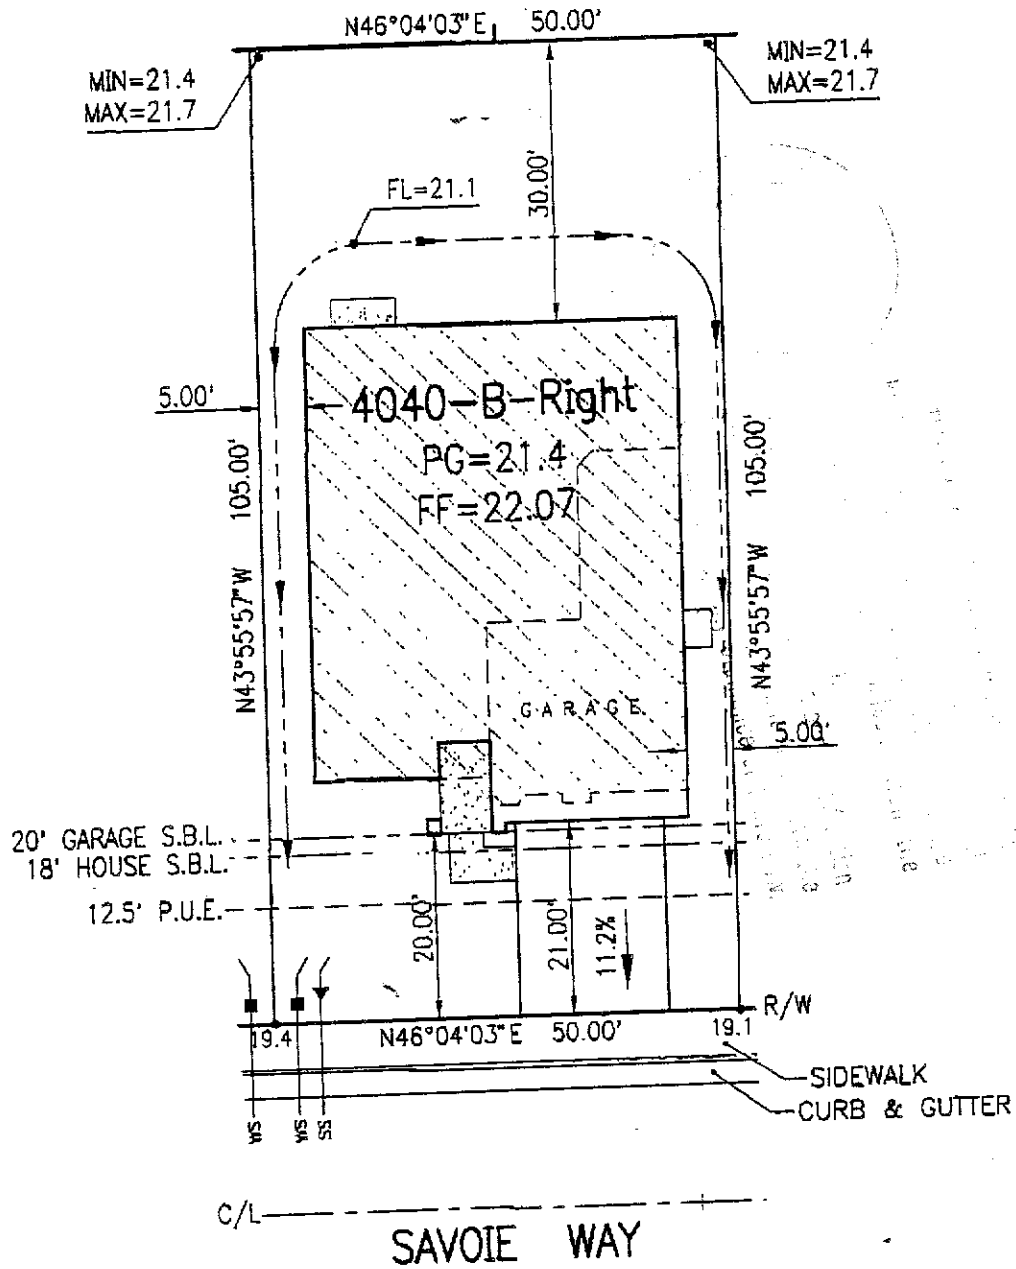 N46°04'03"E 50.00'
MIN=21.4
MAX=21.7
MIN=21.4
MAX=21.7
FL=21.1
30.00'
5.00'
4040-B-Right
PG=21.4
FF=22.07
105.00'
N43°55'57"W
105.00'
N43°55'57"W
GARAGE
5.00'
20' GARAGE S.B.L.
18' HOUSE S.B.L.
12.5' P.U.E.
20.00'
21.00'
11.2%
R/W
19.4
N46°04'03"E 50.00'
19.1
SIDEWALK
CURB & GUTTER
WS
WS
SS
C/L
SAVOIE WAY